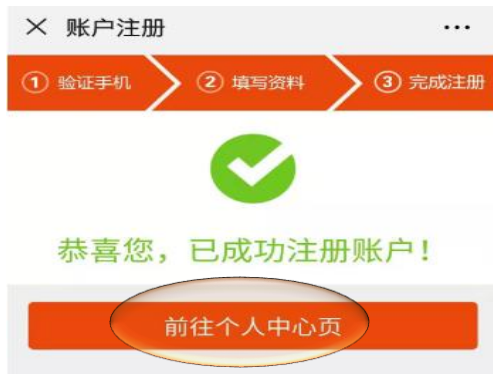 账户注册
① 验证手机 ② 填写资料 ③ 完成注册
恭喜您，已成功注册账户！
前往个人中心页